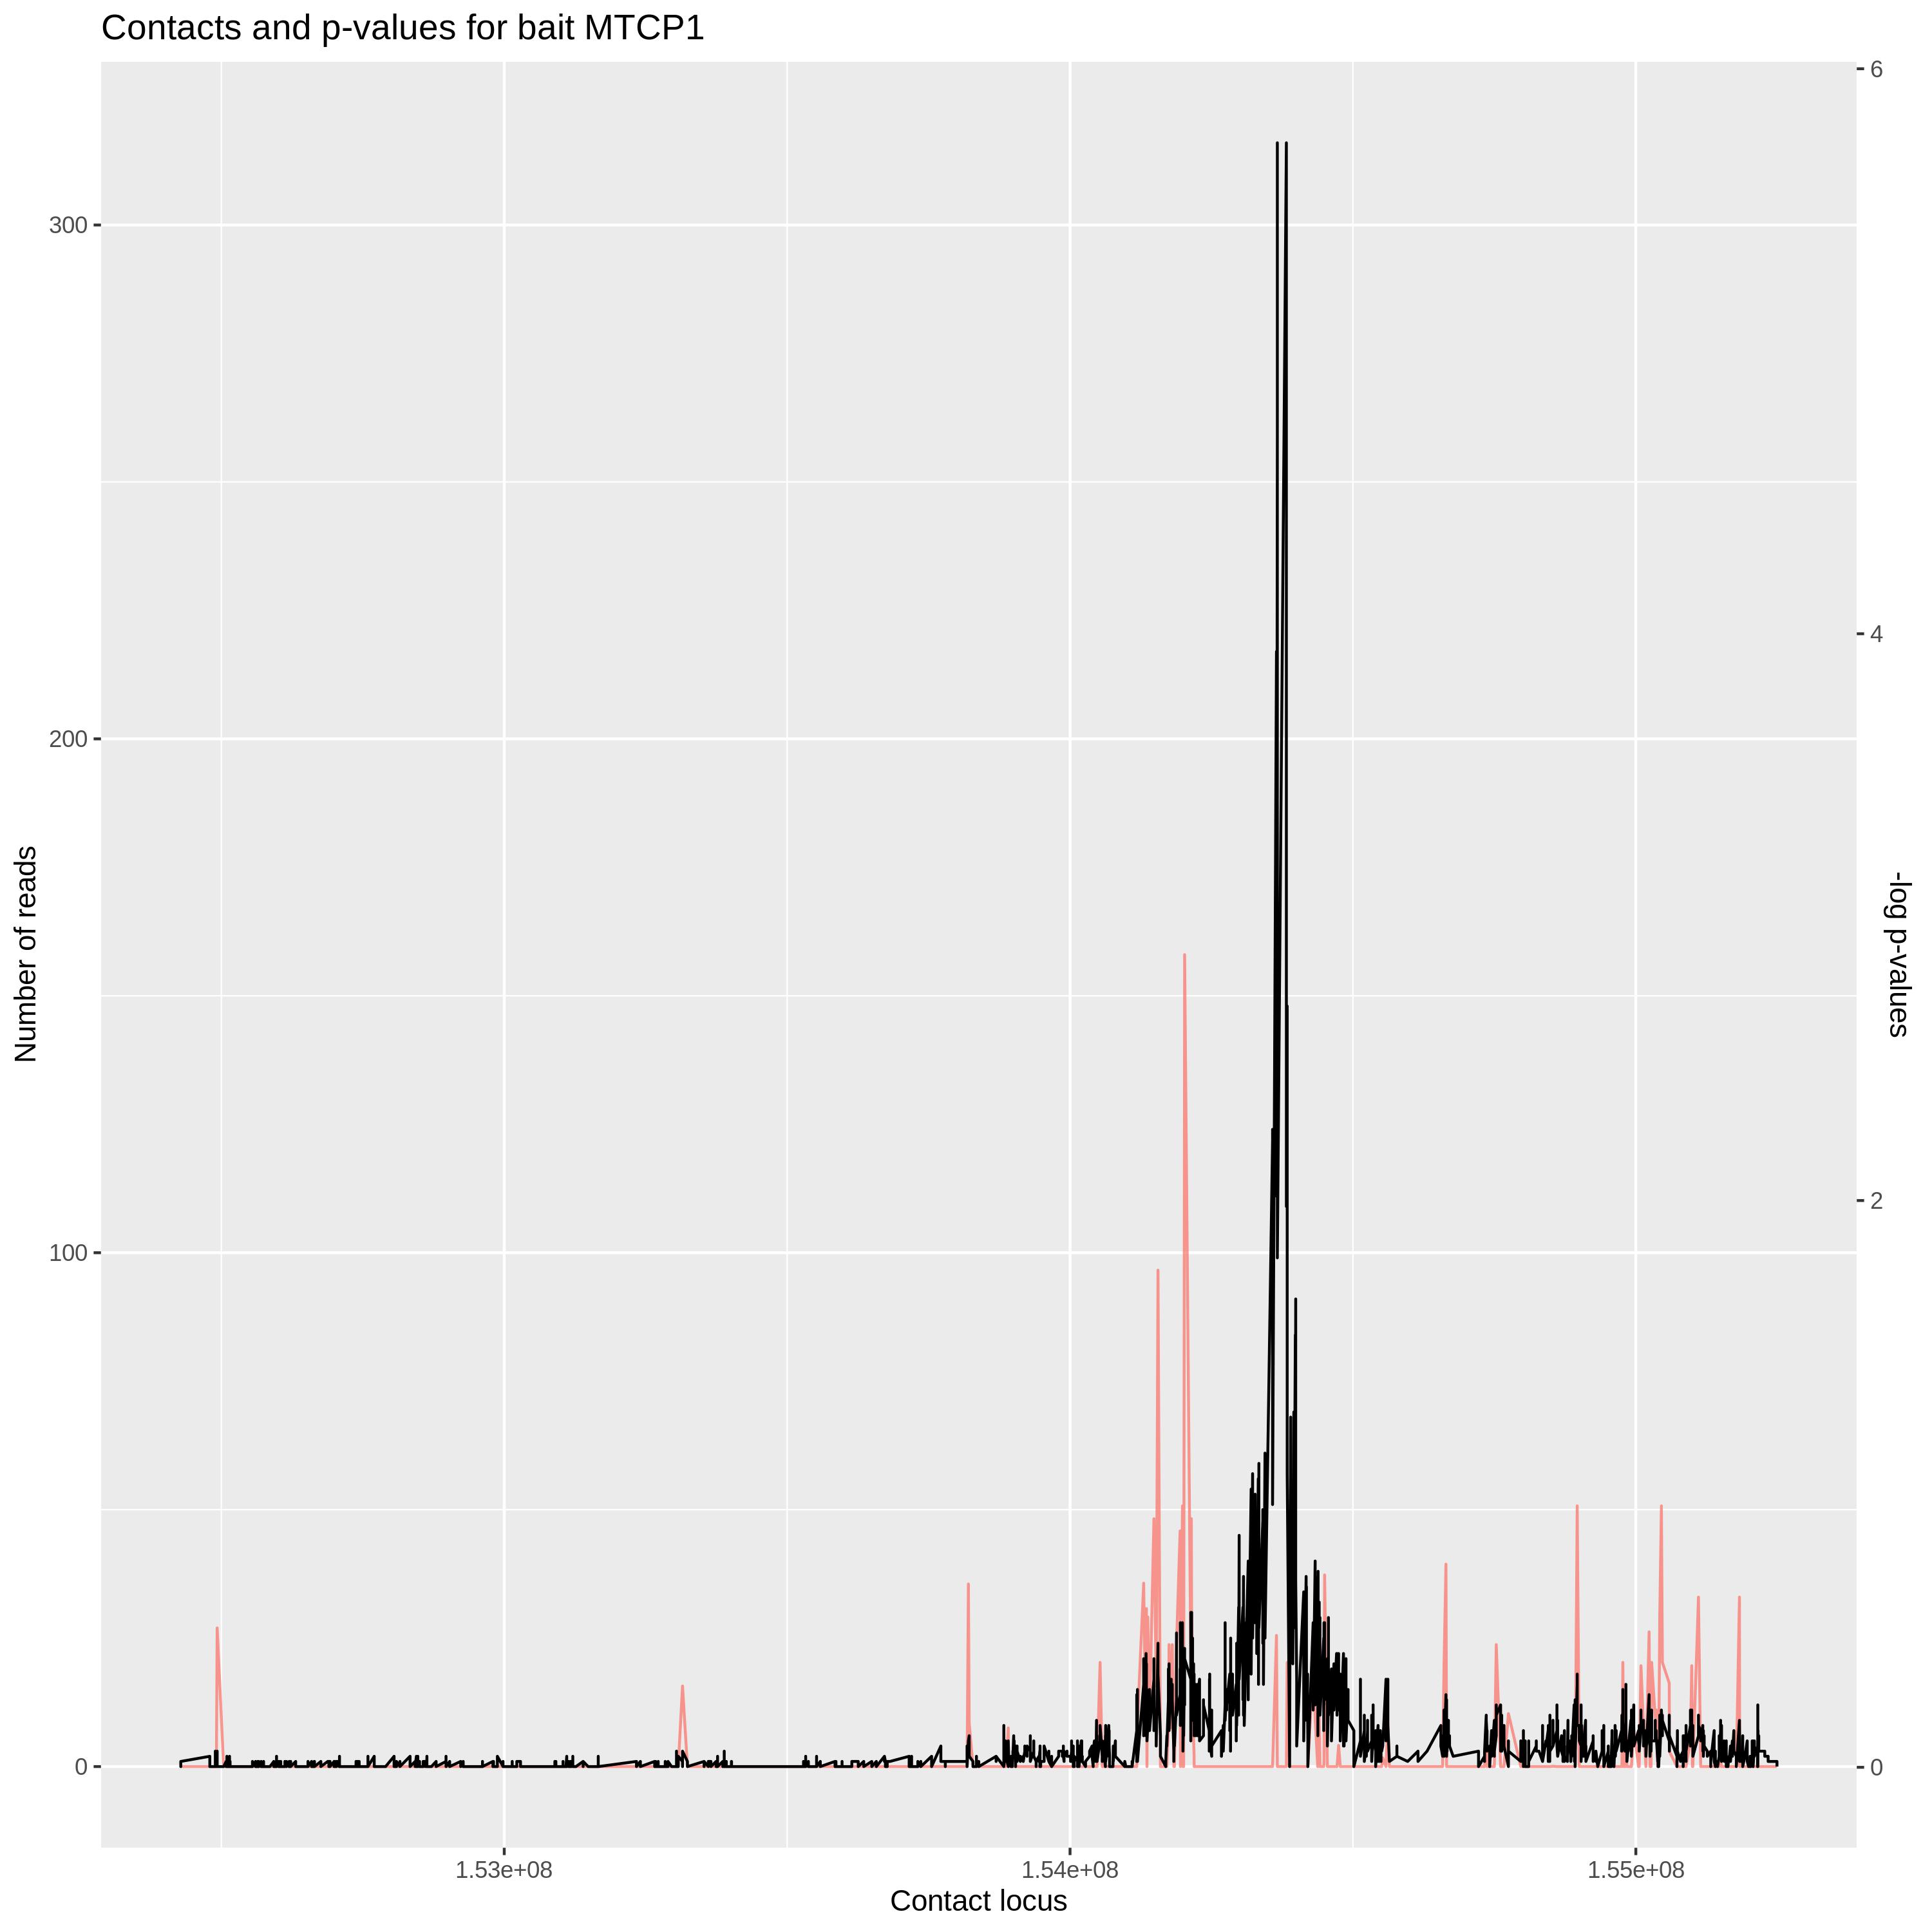 Contacts and p-values for bait MTCP1
Number of reads
300
200
100
0
6
4
2
0
-log p-values
1.53e+08
1.54e+08
1.55e+08
Contact locus